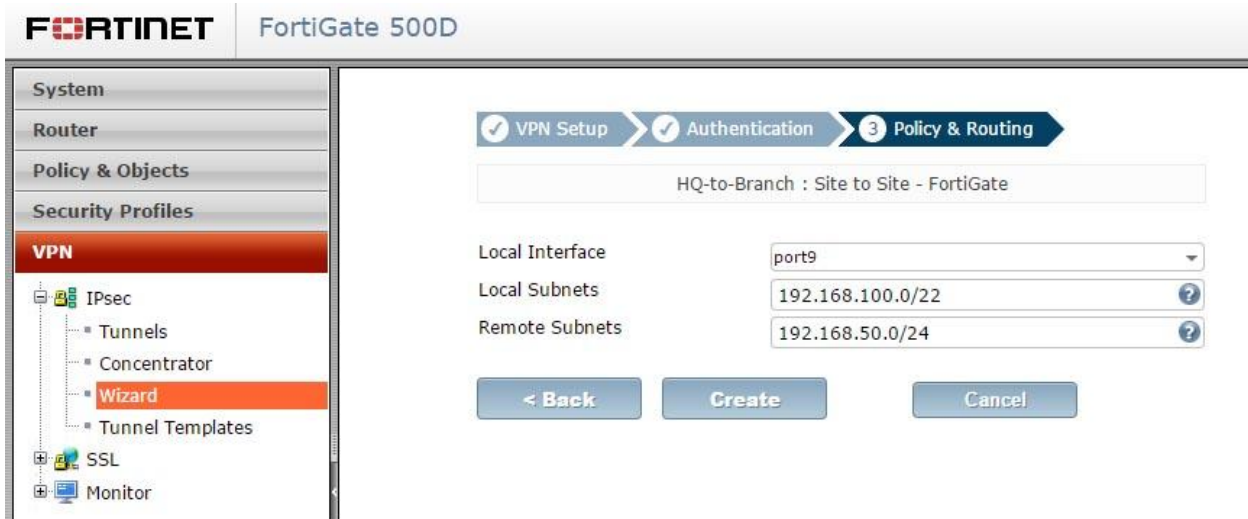 FORTINET FortiGate 500D
System
Router
Policy & Objects
Security Profiles
VPN
IPsec
Tunnels
Concentrator
Wizard
Tunnel Templates
SSL
Monitor
VPN Setup Authentication 3 Policy & Routing
HQ-to-Branch : Site to Site - FortiGate
Local Interface port9
Local Subnets 192.168.100.0/22 ?
Remote Subnets 192.168.50.0/24 ?
< Back Create Cancel